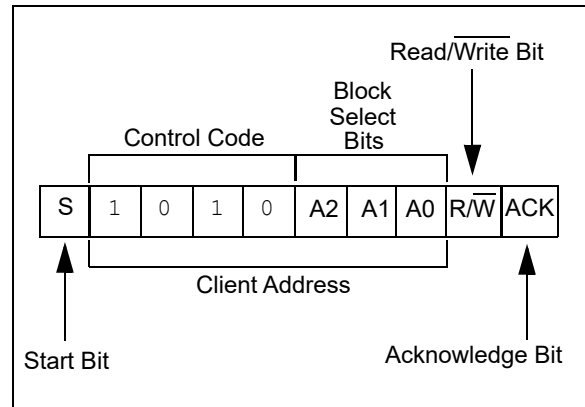 Read/Write Bit
Block
Select
Bits
Control Code
S 1 0 1 0 A2 A1 A0 R/W ACK
Client Address
Start Bit
Acknowledge Bit